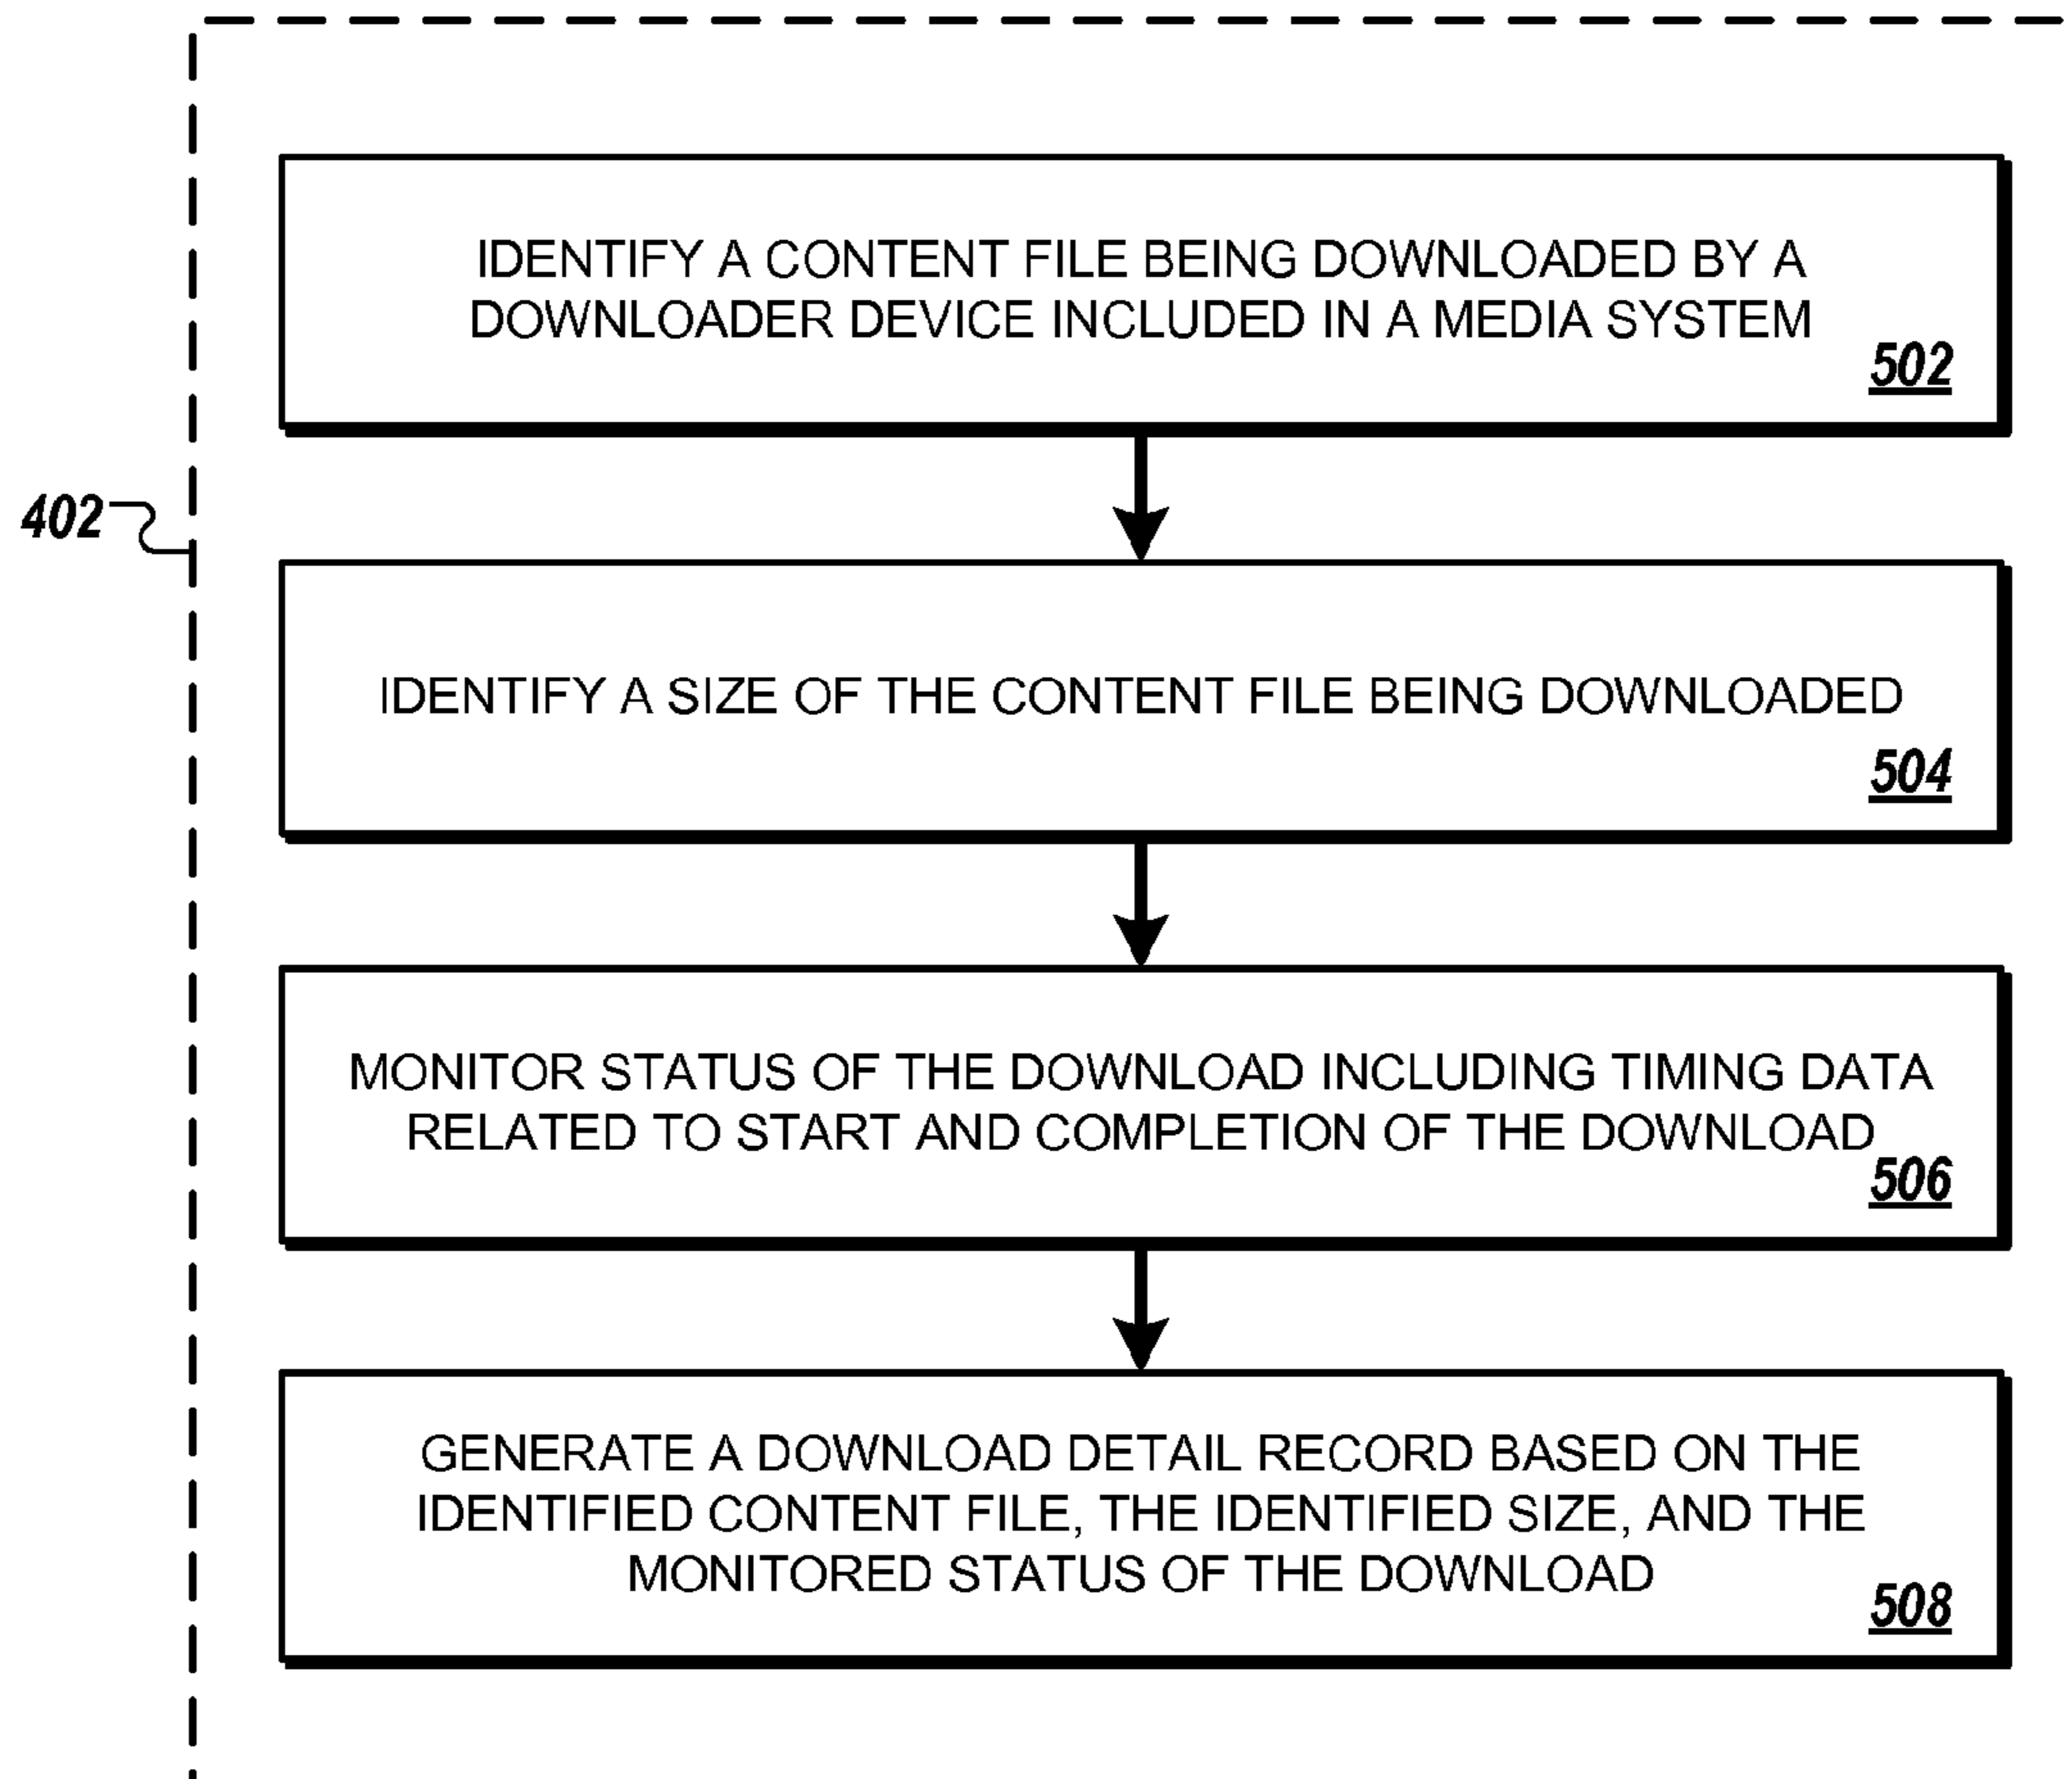 IDENTIFY A CONTENT FILE BEING DOWNLOADED BY A
DOWNLOADER DEVICE INCLUDED IN A MEDIA SYSTEM
502
402
IDENTIFY A SIZE OF THE CONTENT FILE BEING DOWNLOADED
504
MONITOR STATUS OF THE DOWNLOAD INCLUDING TIMING DATA
RELATED TO START AND COMPLETION OF THE DOWNLOAD
506
GENERATE A DOWNLOAD DETAIL RECORD BASED ON THE
IDENTIFIED CONTENT FILE, THE IDENTIFIED SIZE, AND THE
MONITORED STATUS OF THE DOWNLOAD
508